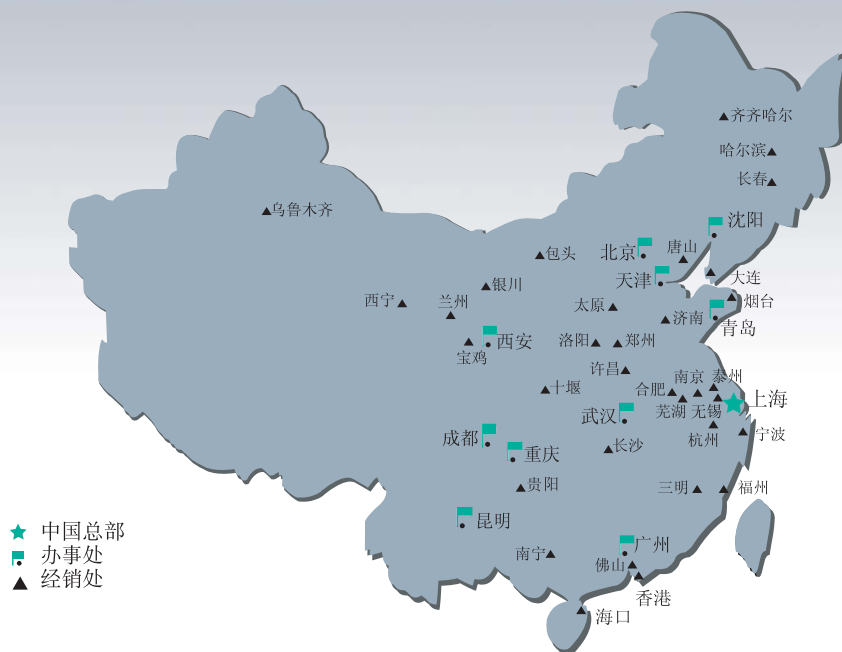 齐齐哈尔
哈尔滨
长春
乌鲁木齐
沈阳
北京
唐山
包头
天津
大连
银川
烟台
西宁
兰州
太原
济南
青岛
西安
洛阳
郑州
宝鸡
许昌
南京
泰州
十堰
合肥
上海
武汉
芜湖
无锡
成都
杭州
宁波
重庆
长沙
贵阳
三明
福州
昆明
中国总部
广州
办事处
南宁
佛山
经销处
香港
海口